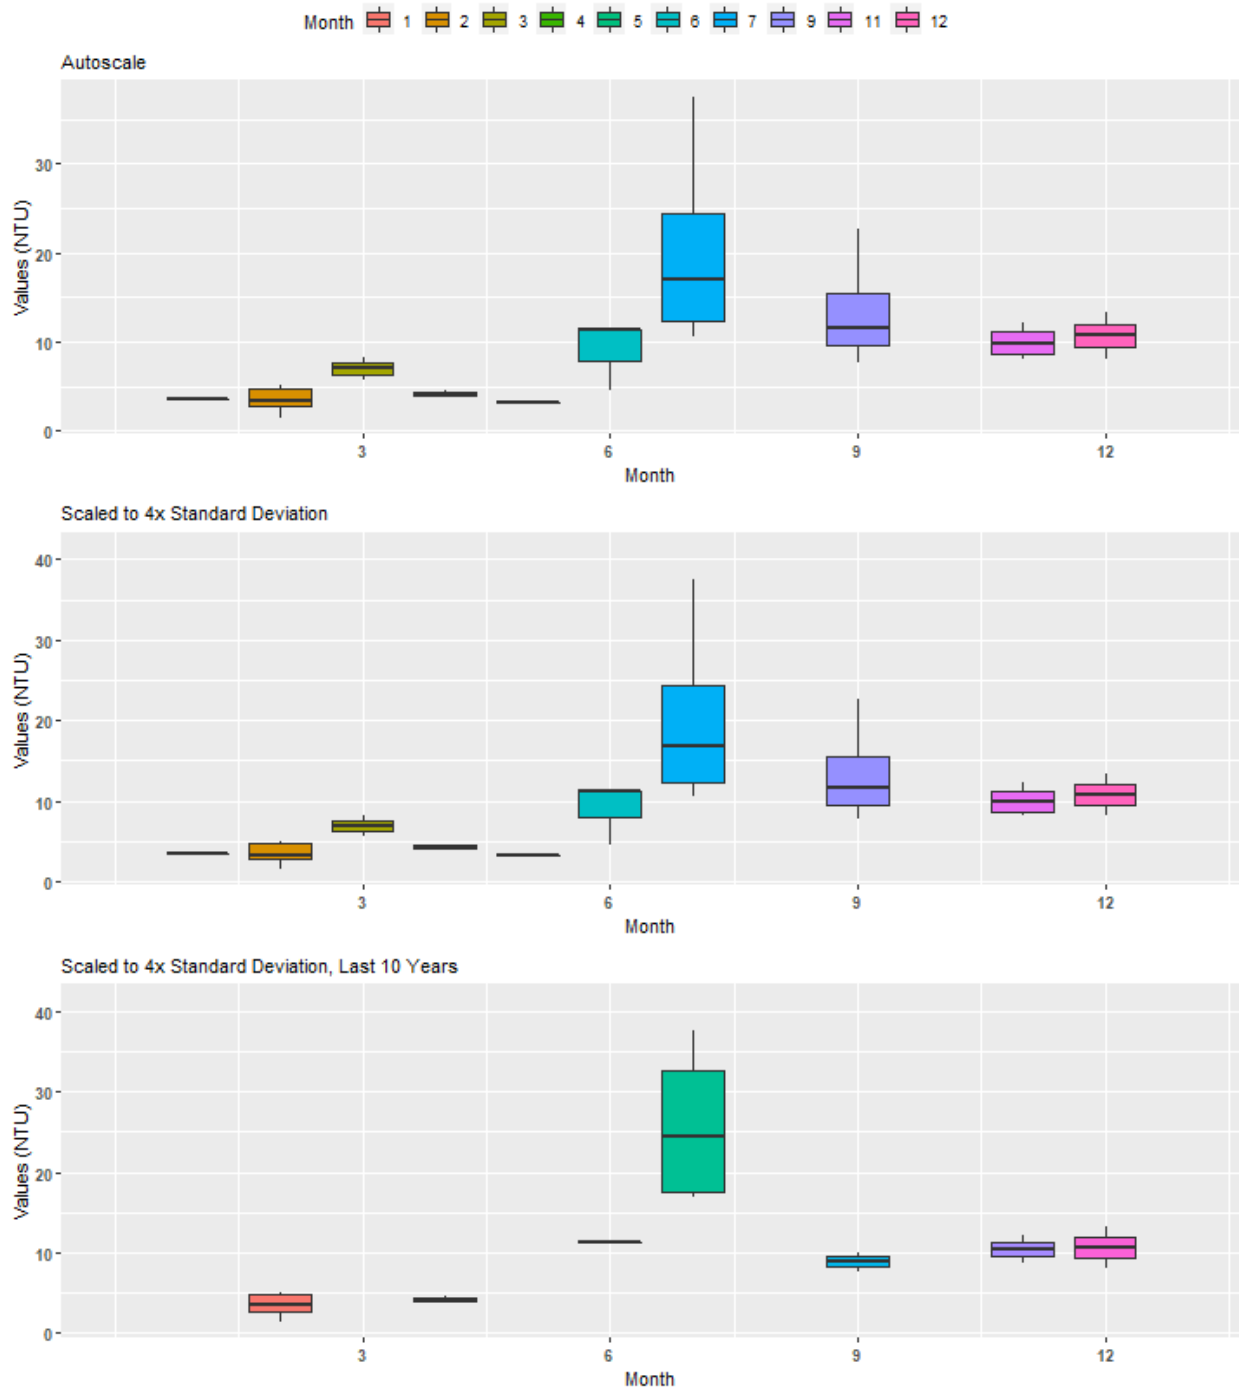 Month 1 2 3 4 5 6 7 9 11 12
Autoscale
Values (NTU)
30
20
10
0
3 6 9 12
Month
Scaled to 4x Standard Deviation
Values (NTU)
40
30
20
10
0
3 6 9 12
Month
Scaled to 4x Standard Deviation, Last 10 Years
Values (NTU)
40
30
20
10
0
3 6 9 12
Month